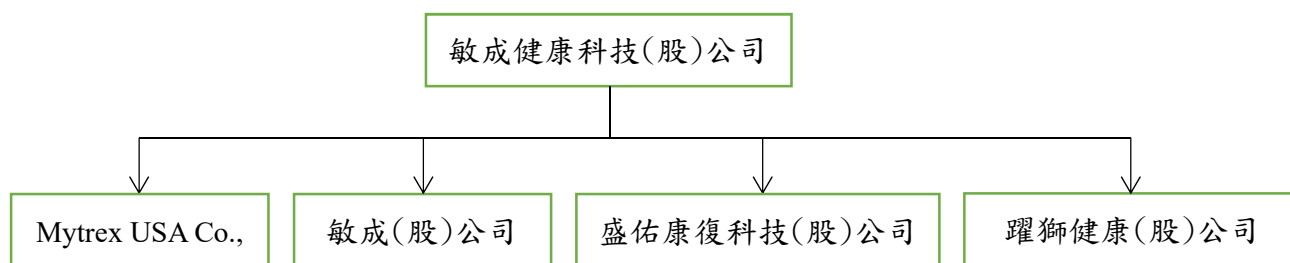 敏成健康科技(股)公司
Mytrex USA Co.,
敏成(股)公司
盛佑康復科技(股)公司
躍獅健康(股)公司